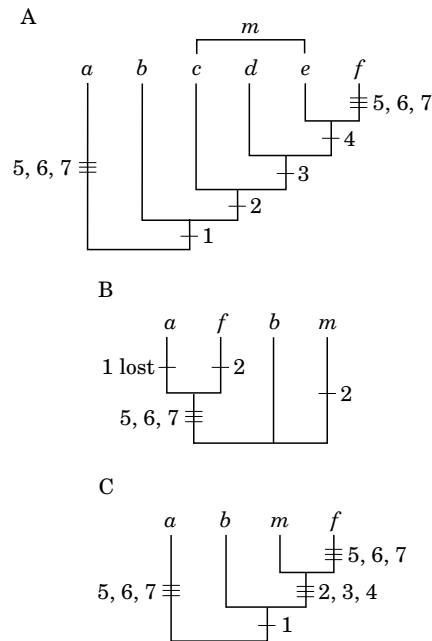 A
m
a b c d e f
5, 6, 7
4
5, 6, 7
3
2
1
B
a f b m
1 lost
2
2
5, 6, 7
C
a b m f
5, 6, 7
5, 6, 7
2, 3, 4
1